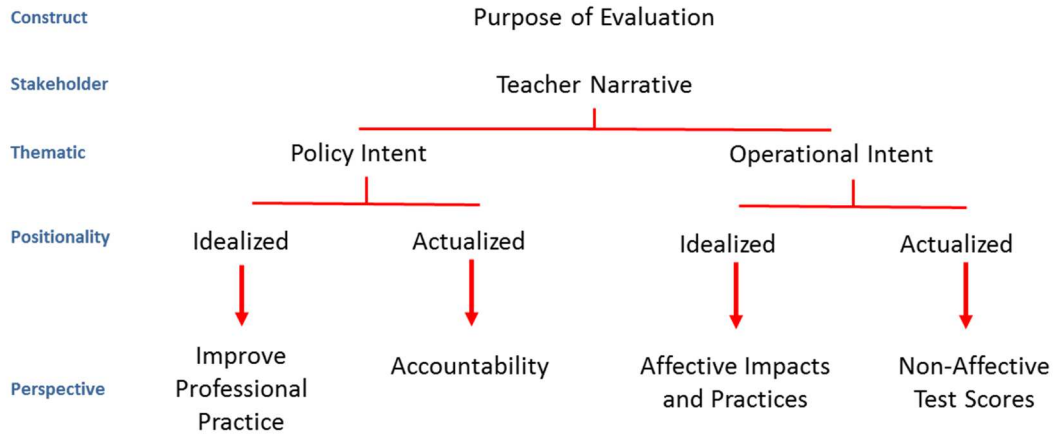 Construct
Purpose of Evaluation
Stakeholder
Teacher Narrative
Thematic
Policy Intent
Operational Intent
Positionality
Idealized
Actualized
Idealized
Actualized
Perspective
Improve
Professional
Practice
Accountability
Affective Impacts
and Practices
Non-Affective
Test Scores